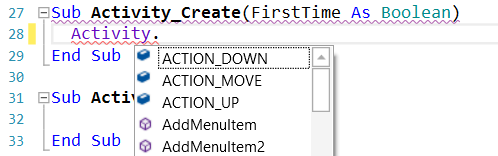 27 Sub Activity_Create(FirstTime As Boolean)
28 Activity.
29 End Sub ACTION_DOWN
30 ACTION_MOVE
31 Sub Activ ACTION_UP
32 AddMenuItem
33 End Sub AddMenuItem2